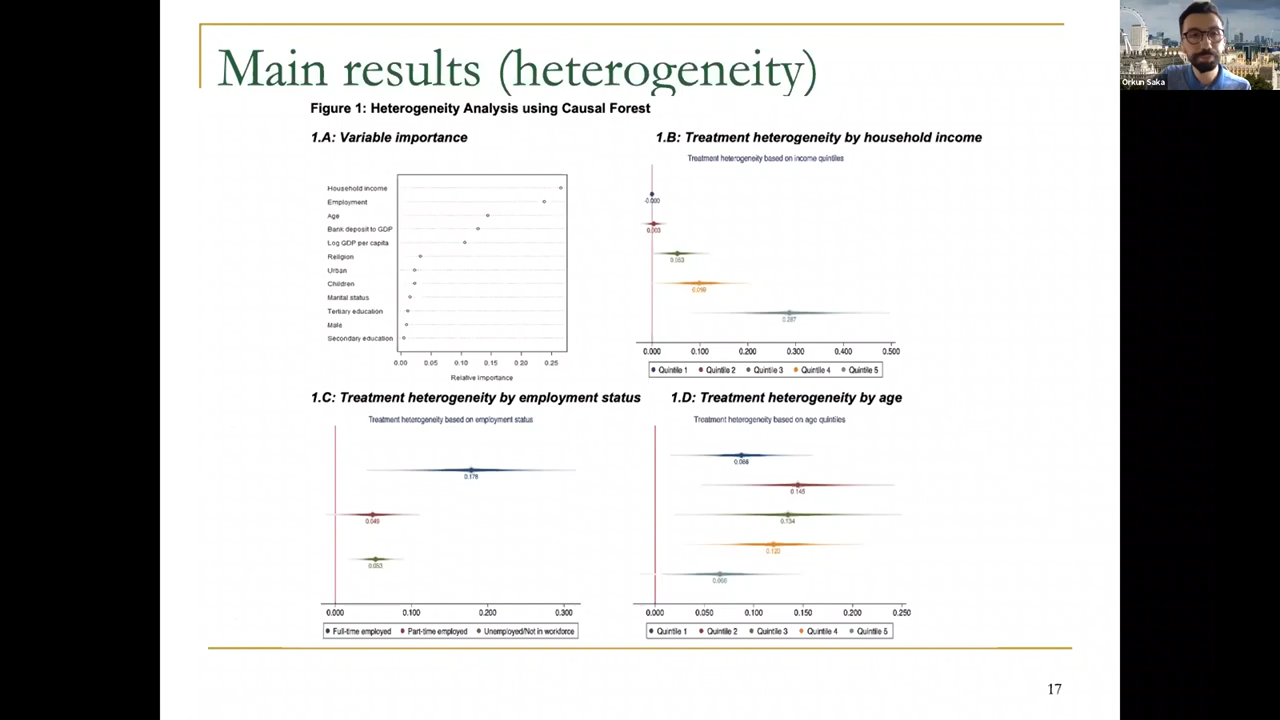 Main results (heterogeneity)
Orkun Saka
Figure 1: Heterogeneity Analysis using Causal Forest
1.A: Variable importance
Household income
Employment
Age
Bank deposit to GDP
Log GDP per capita
Religion
Urban
Children
Marital status
Tertiary education
Male
Secondary education
0.00 0.05 0.10 0.15 0.20 0.25
Relative importance
1.B: Treatment heterogeneity by household income
Treatment heterogeneity based on income quintiles
-0.000
0.003
0.053
0.099
0.287
0.000 0.100 0.200 0.300 0.400 0.500
Quintile 1 Quintile 2 Quintile 3 Quintile 4 Quintile 5
1.C: Treatment heterogeneity by employment status
Treatment heterogeneity based on employment status
0.178
0.049
0.053
0.000 0.100 0.200 0.300
Full-time employed Part-time employed Unemployed/Not in workforce
1.D: Treatment heterogeneity by age
Treatment heterogeneity based on age quintiles
0.088
0.145
0.134
0.120
0.066
0.000 0.050 0.100 0.150 0.200 0.250
Quintile 1 Quintile 2 Quintile 3 Quintile 4 Quintile 5
17